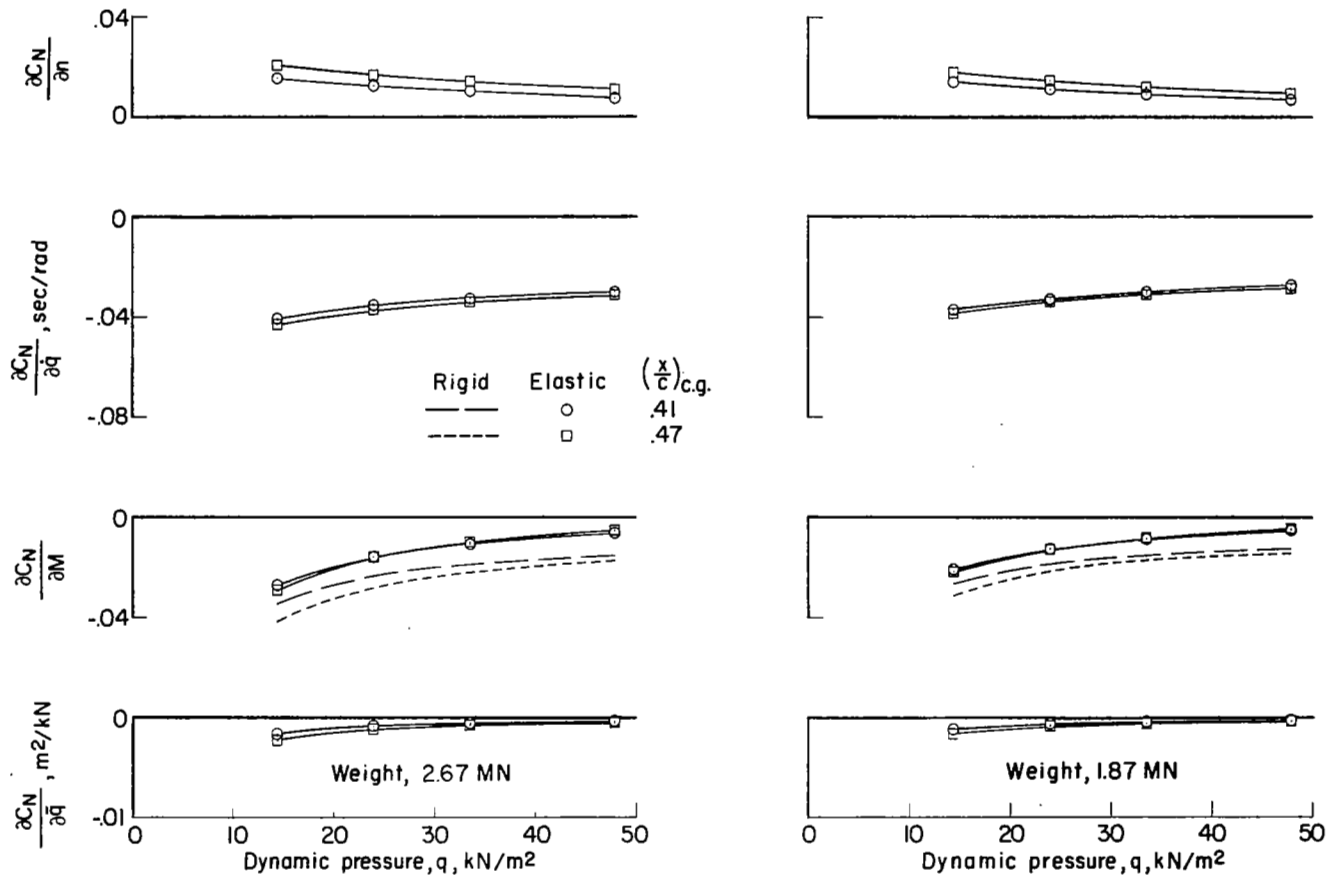 .04
∂C_N/∂n
0
0
∂C_N/∂q̇ , sec/rad
-.04
-.08
Rigid Elastic (x/c)c.g.
.41
.47
0
∂C_N/∂M
-.04
0
∂C_N/∂q̄ , m²/kN
-.01
Weight, 2.67 MN
Weight, 1.87 MN
0 10 20 30 40 50
Dynamic pressure, q, kN/m²
0 10 20 30 40 50
Dynamic pressure, q, kN/m²